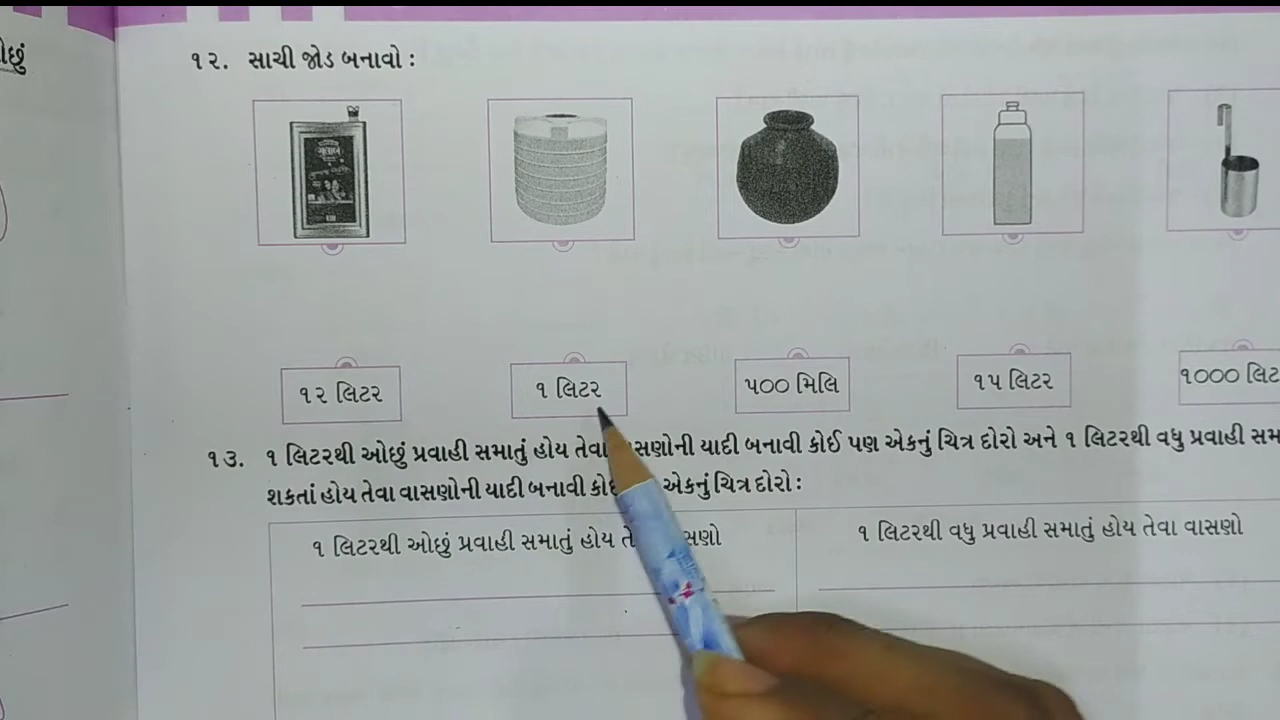 ોછું
૧૨. સાચી જોડ બનાવો :
૧૨ લિટર
૧ લિટર
૫૦૦ મિલિ
૧૫ લિટર
૧૦૦૦ લિટ
૧૩. ૧ લિટરથી ઓછું પ્રવાહી સમાતું હોય તેવા વાસણોની યાદી બનાવી કોઈ પણ એકનું ચિત્ર દોરો અને ૧ લિટરથી વધુ પ્રવાહી સમ
શકતાં હોય તેવા વાસણોની યાદી બનાવી કોઈ એકનું ચિત્ર દોરો :
૧ લિટરથી ઓછું પ્રવાહી સમાતું હોય તે સણો
૧ લિટરથી વધુ પ્રવાહી સમાતું હોય તેવા વાસણો